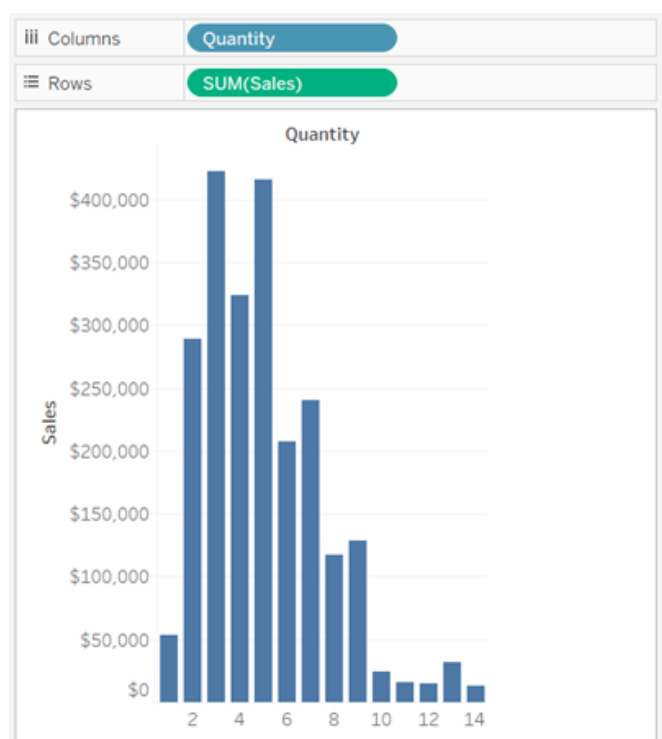 iii Columns Quantity
Rows SUM(Sales)
Quantity
$400,000
$350,000
$300,000
$250,000
$200,000
$150,000
$100,000
$50,000
$0
Sales
2 4 6 8 10 12 14